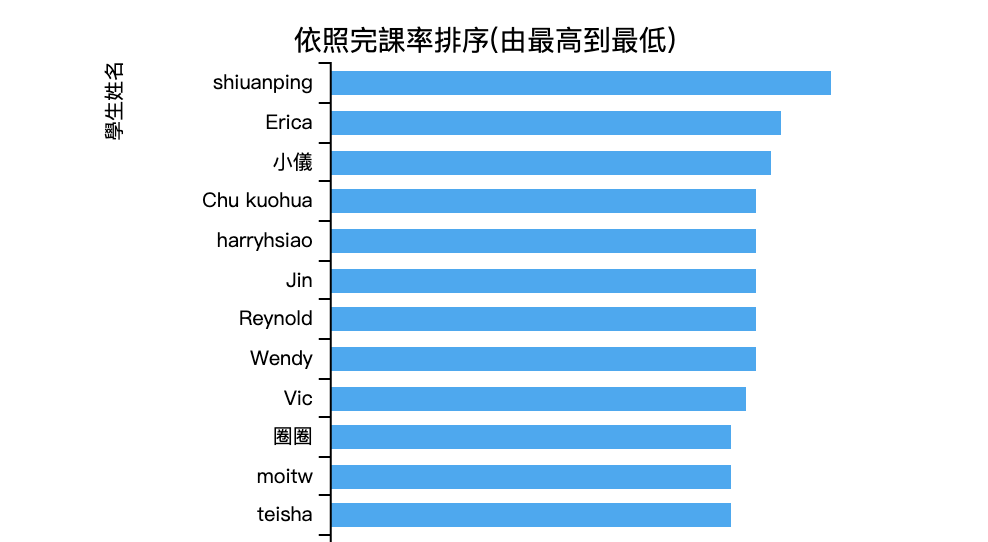 依照完課率排序(由最高到最低)
學生姓名
shiuanping
Erica
小儀
Chu kuohua
harryhsiao
Jin
Reynold
Wendy
Vic
圈圈
moitw
teisha